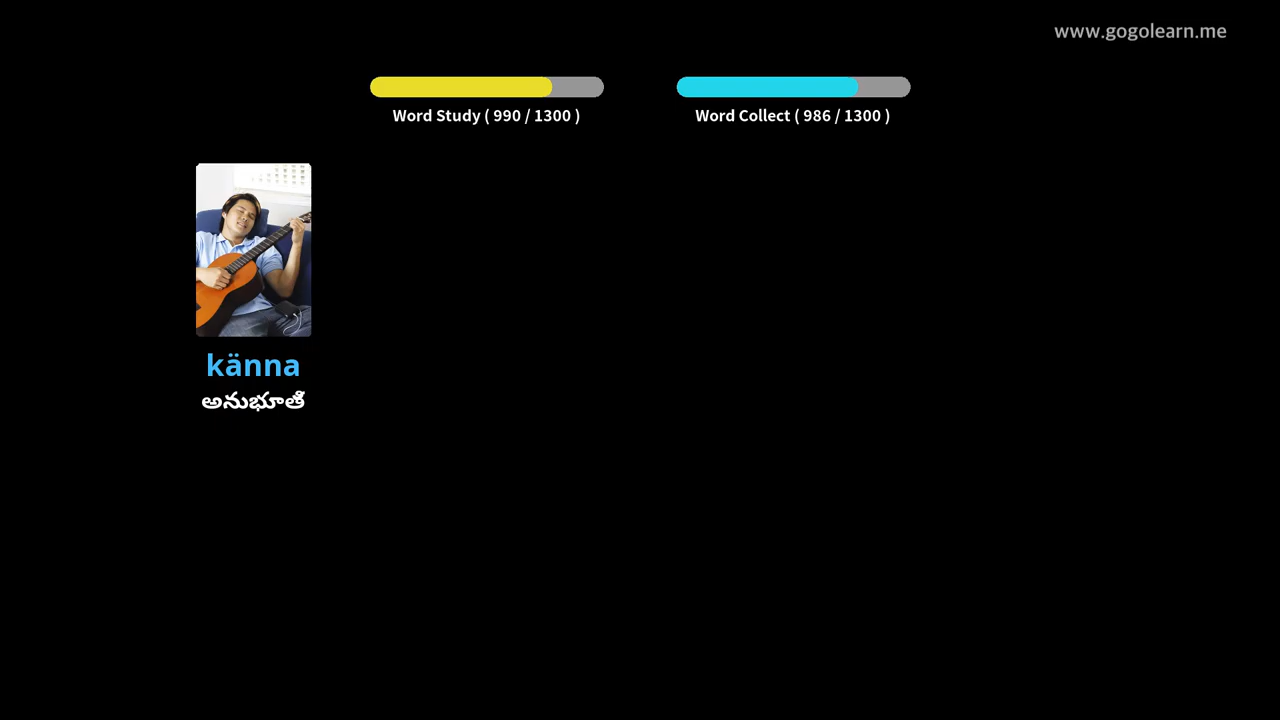 www.gogolearn.me
Word Study ( 990 / 1300 )
Word Collect ( 986 / 1300 )
känna
అనుభూతి